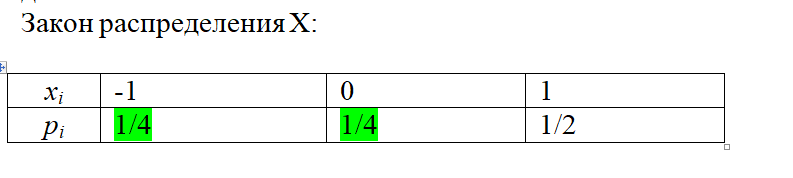 Закон распределения X:
xi -1 0 1
pi 1/4 1/4 1/2